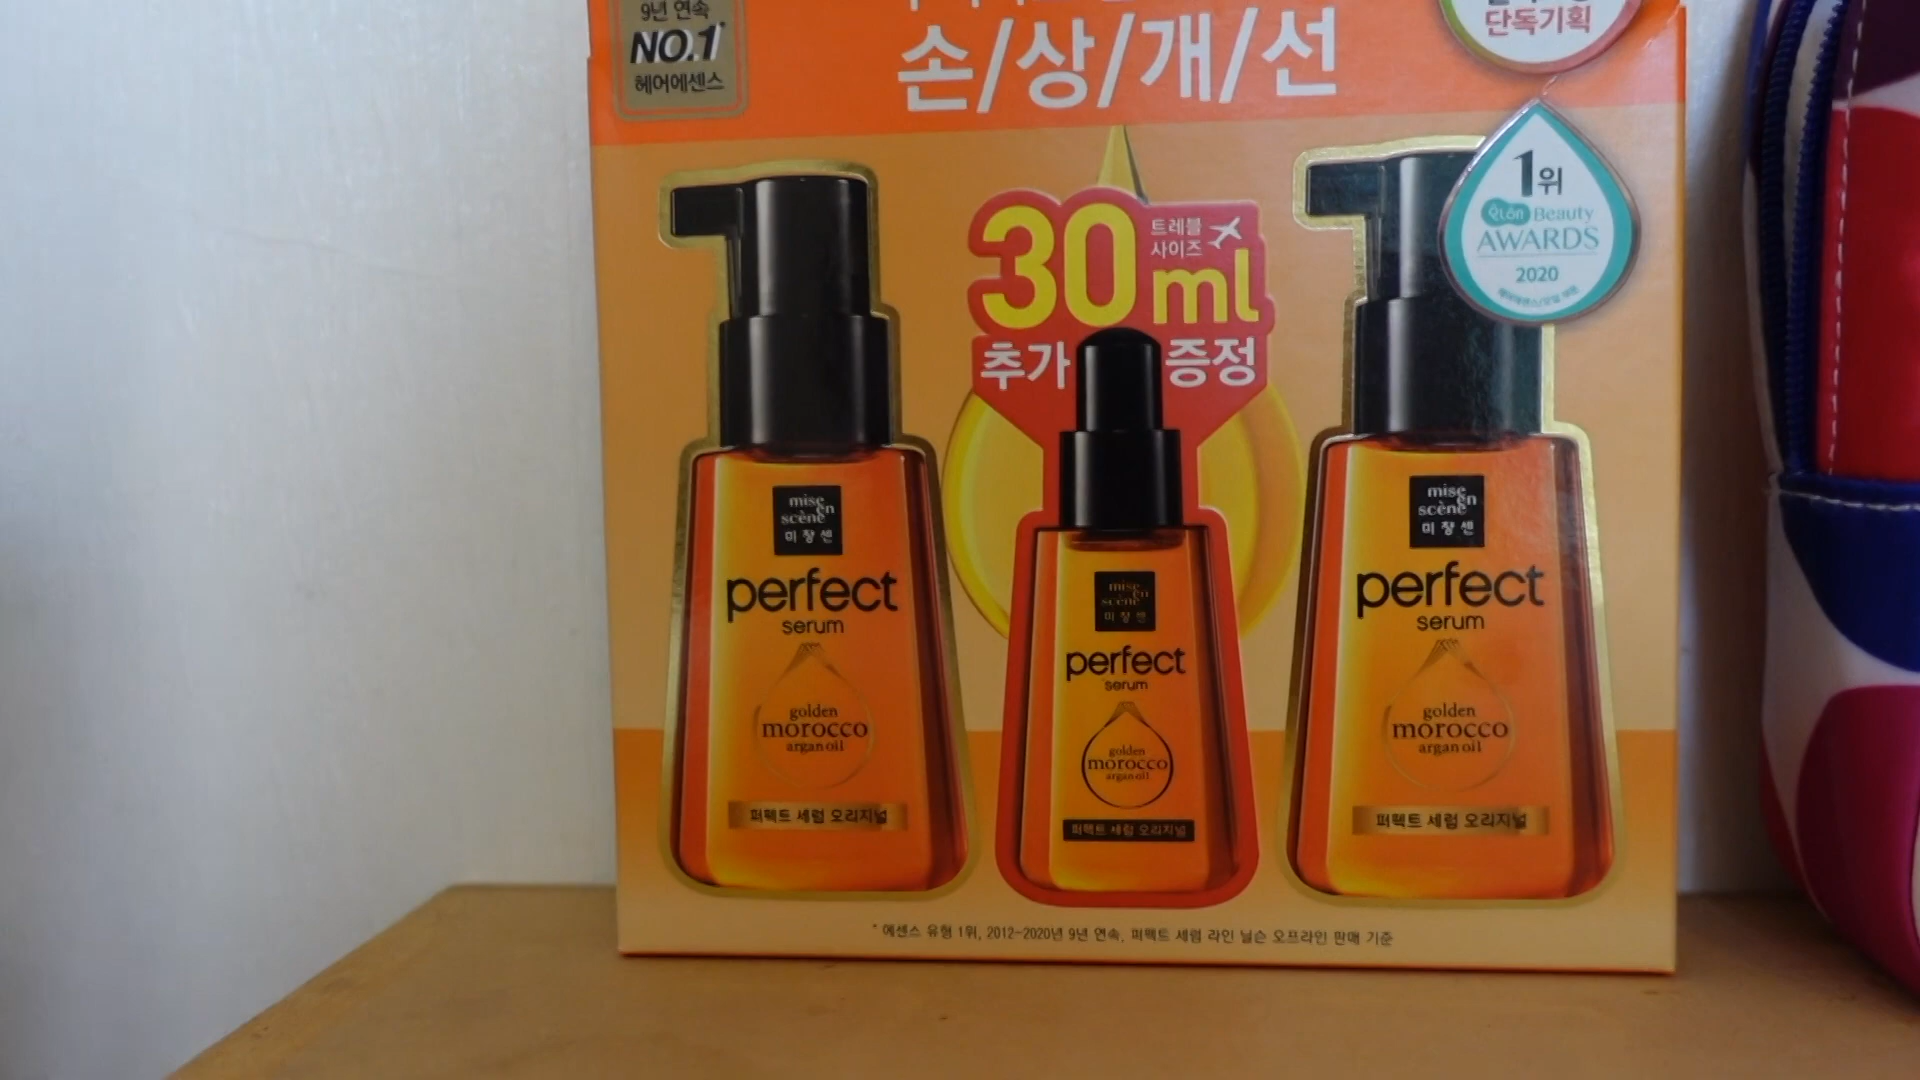 9년 연속
NO.1
헤어에센스
손/상/개/선
단독기획
1위
Beauty
AWARDS
2020
30ml
트레블
사이즈
추가 증정
mise
en
scène
미쟝센
perfect
serum
golden
morocco
argan oil
퍼펙트 세럼 오리지널
mise
en
scène
미쟝센
perfect
serum
golden
morocco
argan oil
퍼펙트 세럼 오리지널
mise
en
scène
미쟝센
perfect
serum
golden
morocco
argan oil
퍼펙트 세럼 오리지널
* 에센스 유형 1위, 2012-2020년 9년 연속, 퍼펙트 세럼 라인 닐슨 오프라인 판매 기준